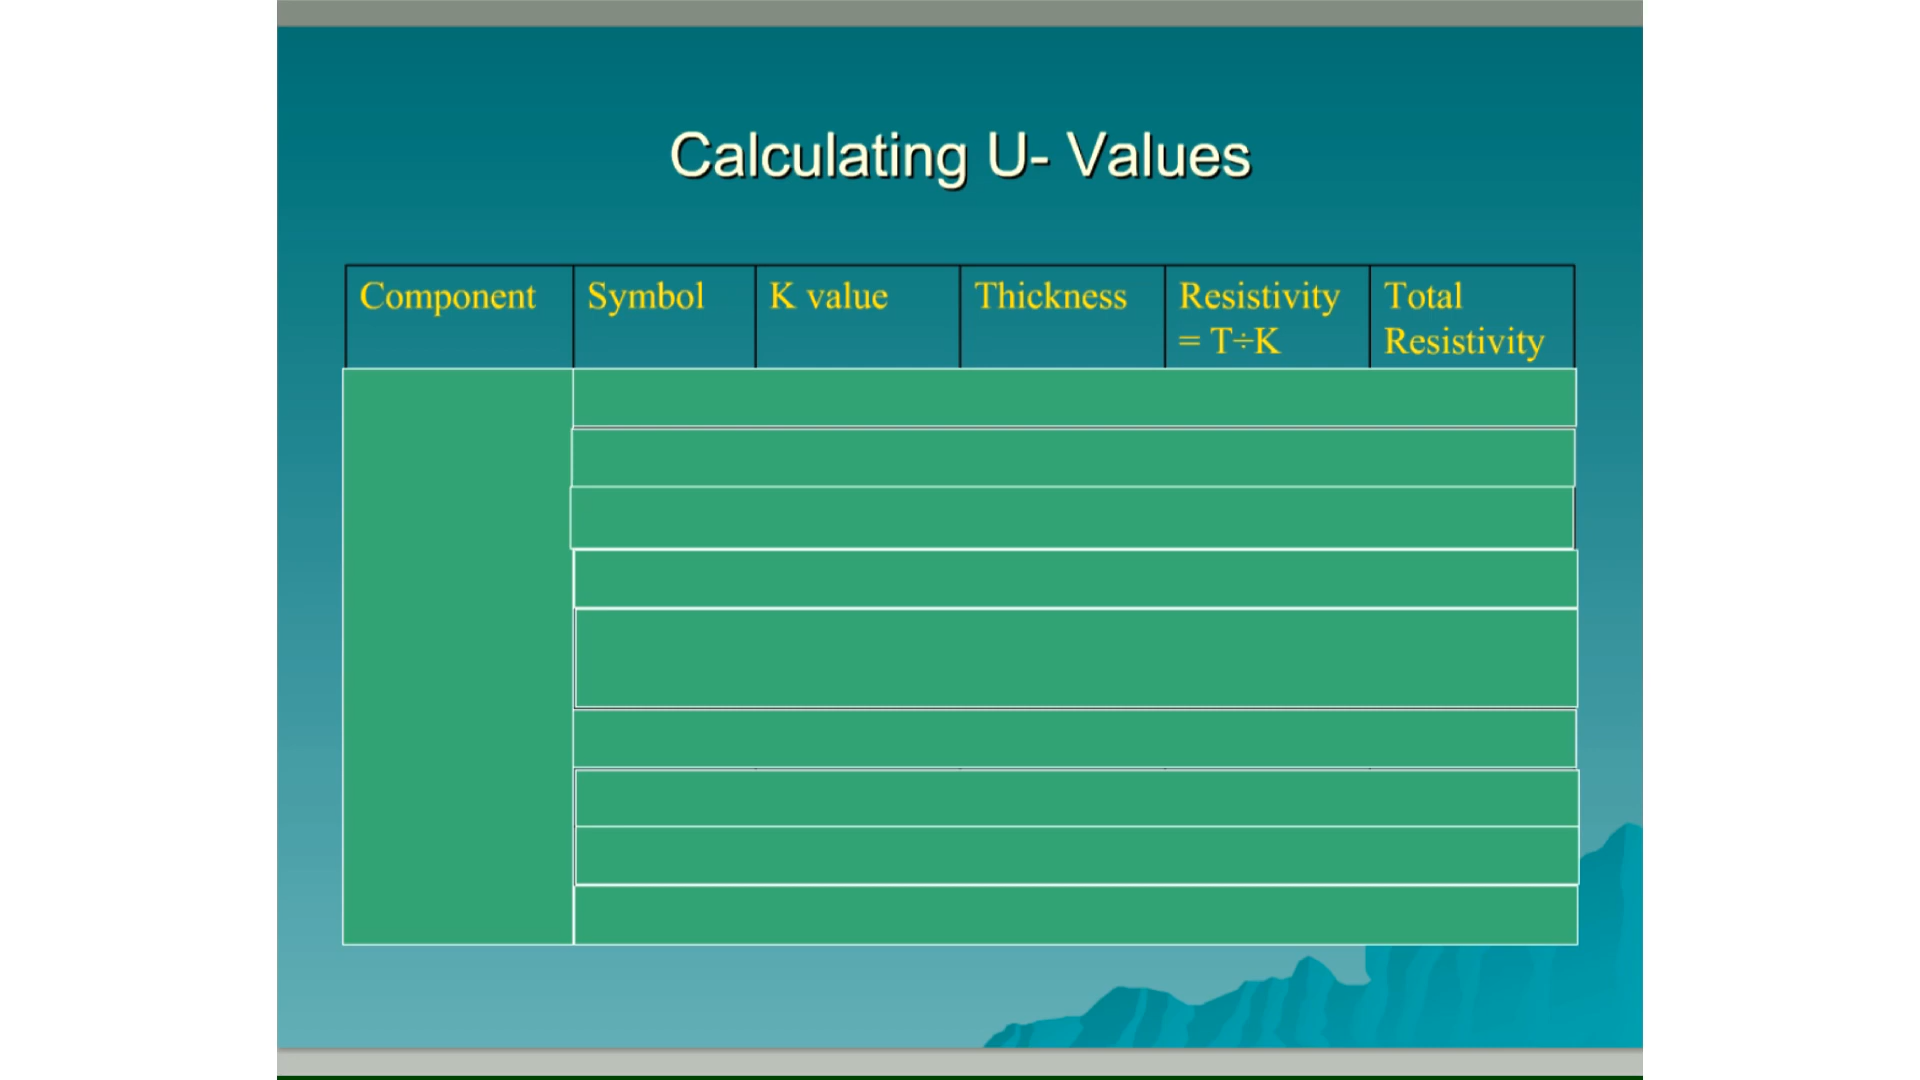 Calculating U- Values
Component Symbol K value Thickness Resistivity Total
= T÷K Resistivity